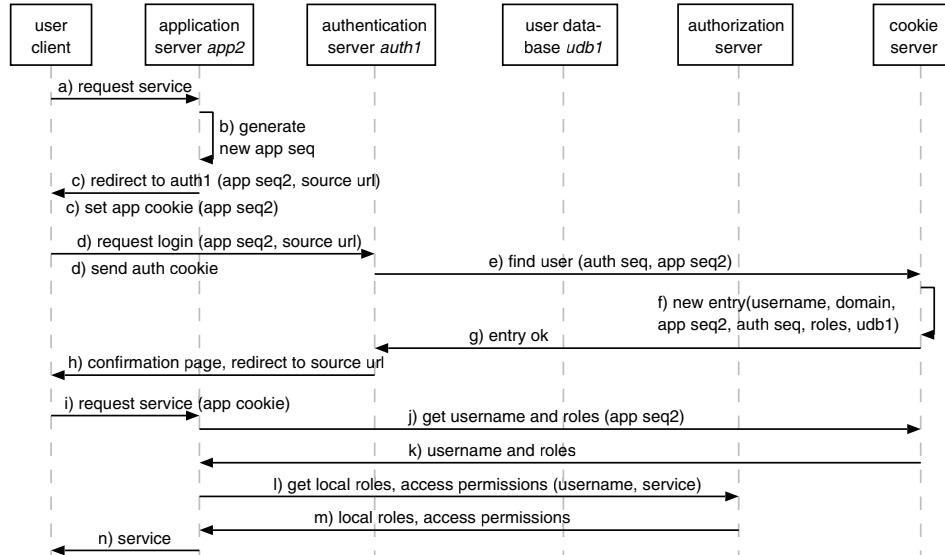 user
client
application
server app2
authentication
server auth1
user data-
base udb1
authorization
server
cookie
server
a) request service
b) generate
new app seq
c) redirect to auth1 (app seq2, source url)
c) set app cookie (app seq2)
d) request login (app seq2, source url)
d) send auth cookie
e) find user (auth seq, app seq2)
f) new entry(username, domain,
app seq2, auth seq, roles, udb1)
g) entry ok
h) confirmation page, redirect to source url
i) request service (app cookie)
j) get username and roles (app seq2)
k) username and roles
l) get local roles, access permissions (username, service)
m) local roles, access permissions
n) service